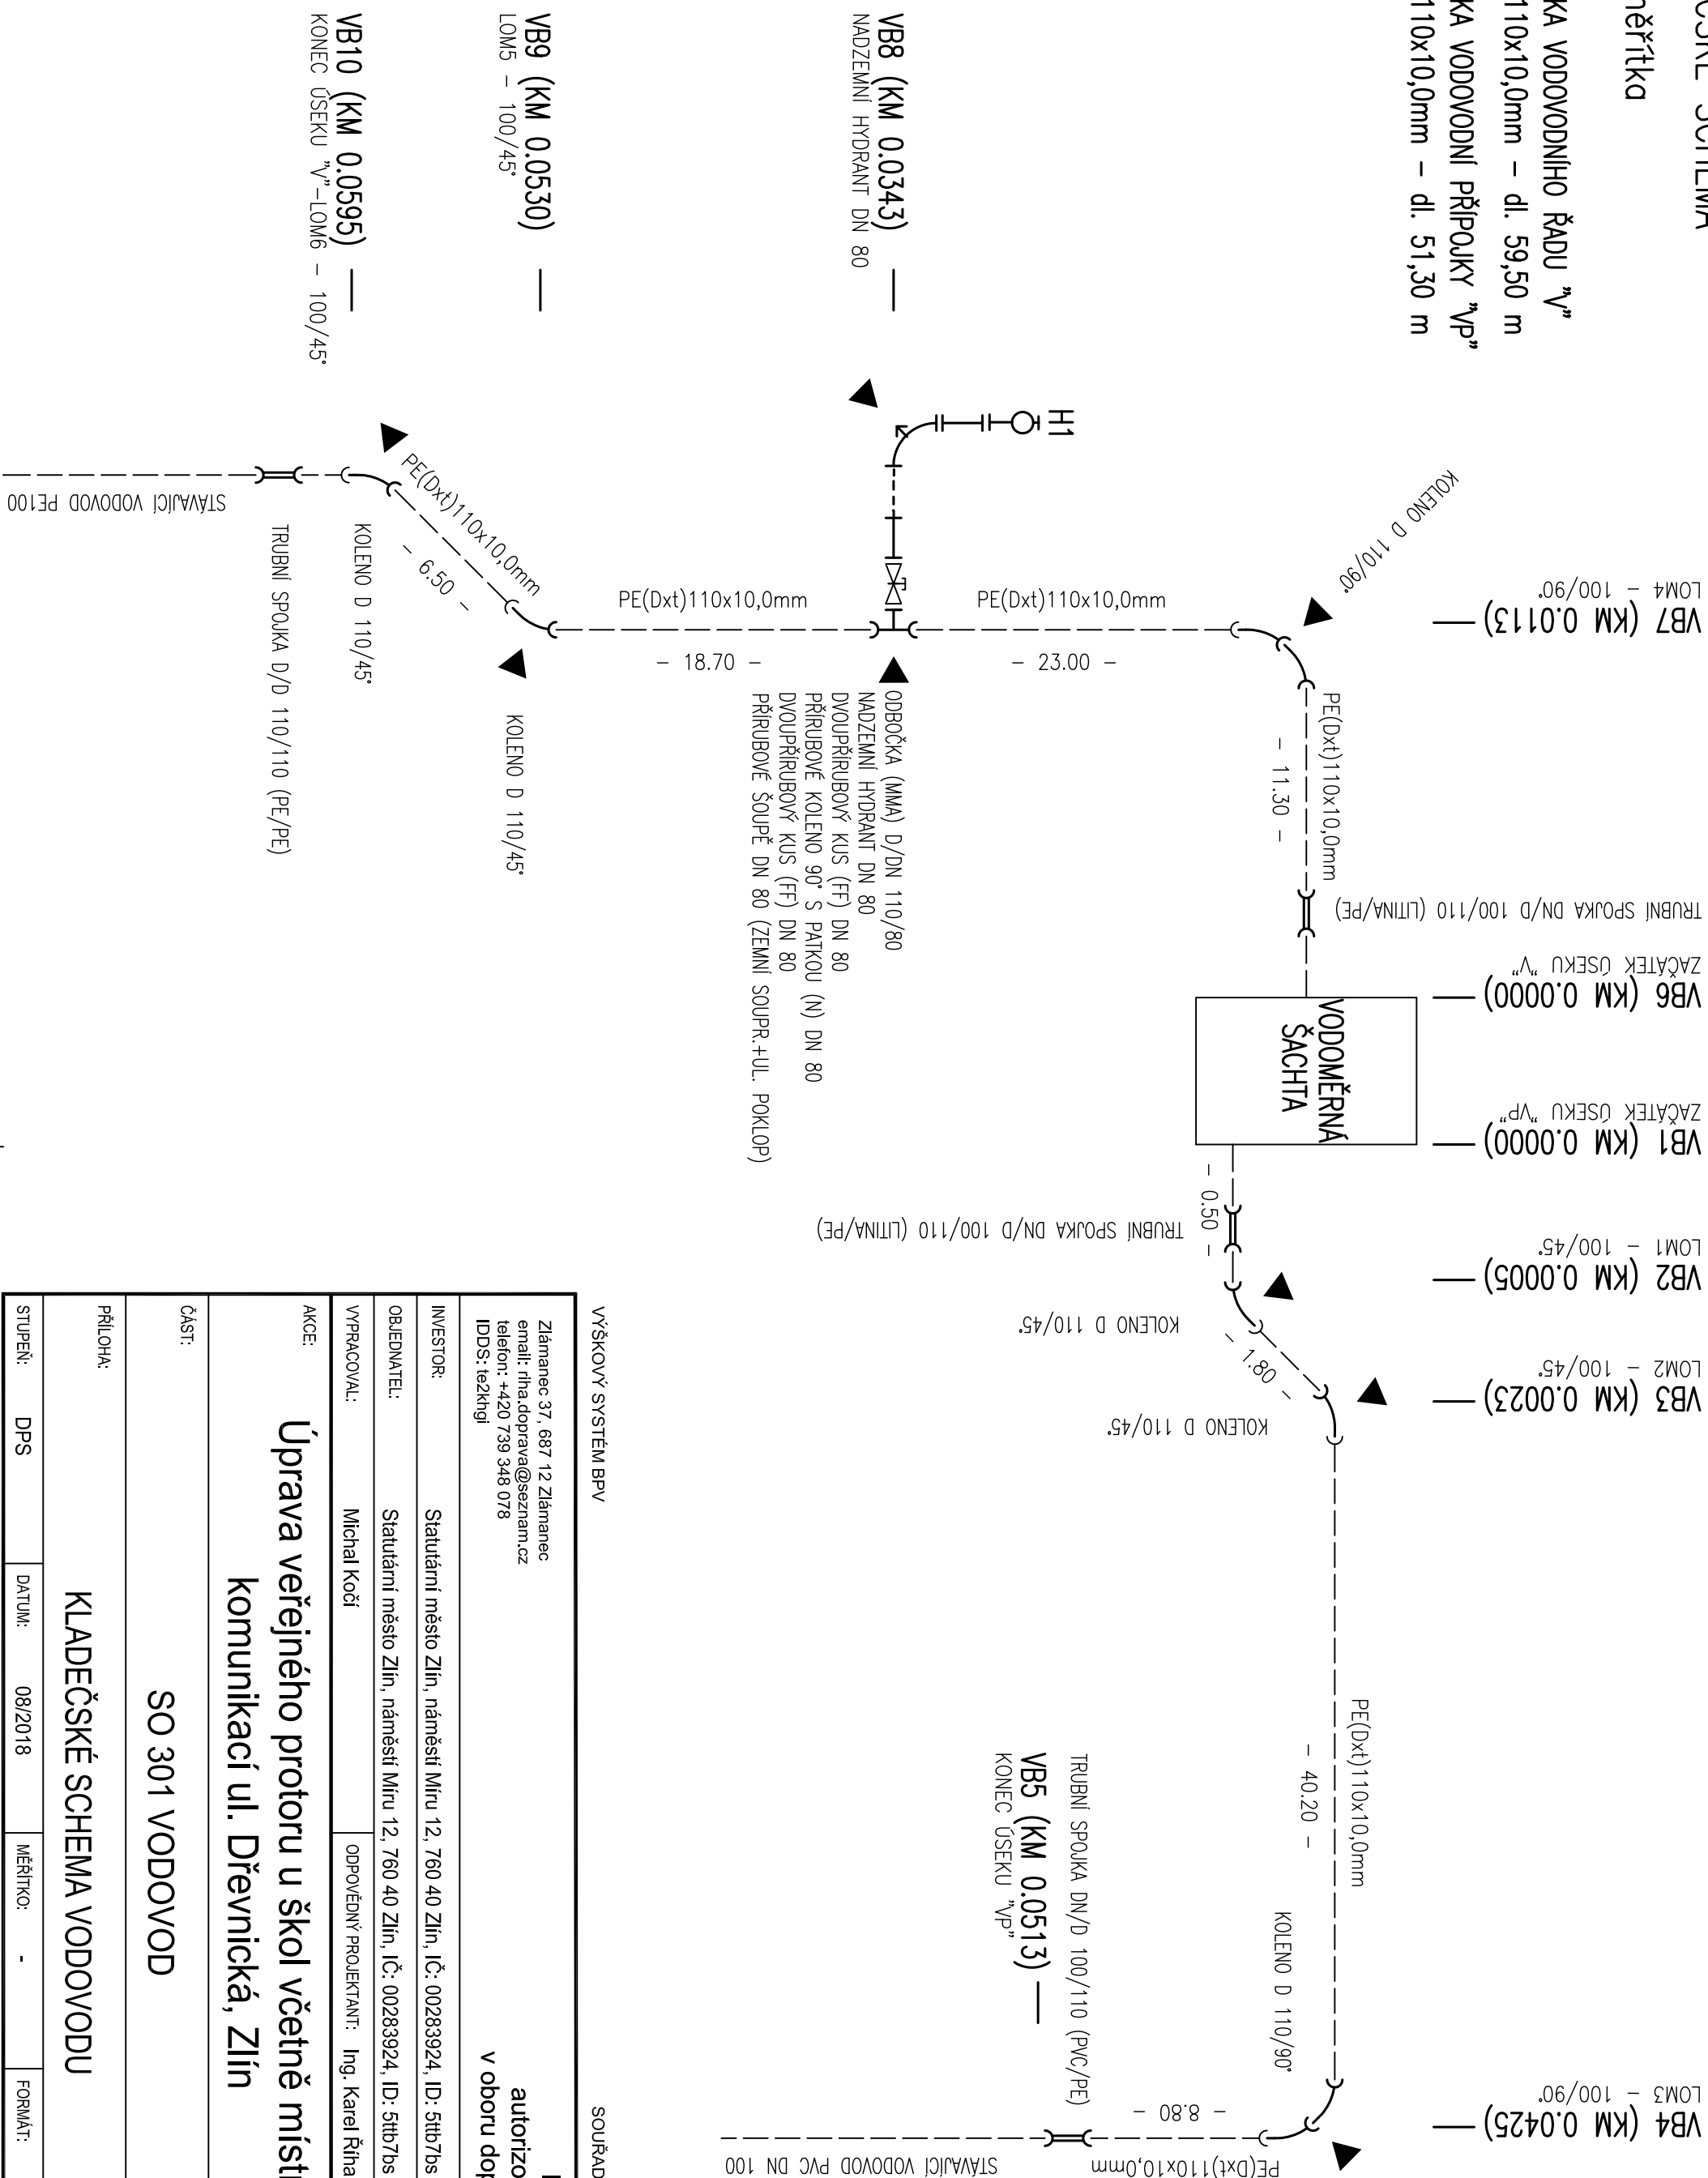 MĚŘÍTKA
KA VODOVODNÍHO ŘADU "V"
110x10,0mm – dl. 59,50 m
KA VODOVODNÍ PŘÍPOJKY "VP"
110x10,0mm – dl. 51,30 m
VB8 (KM 0.0343)
NADZEMNÍ HYDRANT DN 80
VB9 (KM 0.0530)
LOM5 – 100/45°
VB10 (KM 0.0595)
KONEC ÚSEKU "V"–LOM6 – 100/45°
H1
KOLENO D 110/90°
LOM4 – 100/90°
VB7 (KM 0.0113)
PE(Dxt)110x10,0mm
– 11.30 –
PE(Dxt)110x10,0mm
– 23.00 –
PE(Dxt)110x10,0mm
– 18.70 –
PE(Dxt)110x10,0mm
– 6.50 –
KOLENO D 110/45°
KOLENO D 110/45°
TRUBNÍ SPOJKA D/D 110/110 (PE/PE)
STÁVAJÍCÍ VODOVOD PE100
ODBOČKA (MMA) D/DN 110/80
NADZEMNÍ HYDRANT DN 80
DVOUPŘÍRUBOVÝ KUS (FF) DN 80
PŘÍRUBOVÉ KOLENO 90° S PATKOU (N) DN 80
DVOUPŘÍRUBOVÝ KUS (FF) DN 80
PŘÍRUBOVÉ ŠOUPĚ DN 80 (ZEMNÍ SOUPR.+UL. POKLOP)
TRUBNÍ SPOJKA DN/D 100/110 (LITINA/PE)
ZAČÁTEK ÚSEKU "V"
VB6 (KM 0.0000)
VODOMĚRNÁ
ŠACHTA
ZAČÁTEK ÚSEKU "VP"
VB1 (KM 0.0000)
– 0.50 –
TRUBNÍ SPOJKA DN/D 100/110 (LITINA/PE)
LOM1 – 100/45°
VB2 (KM 0.0005)
KOLENO D 110/45°
– 1.80 –
LOM2 – 100/45°
VB3 (KM 0.0023)
KOLENO D 110/45°
PE(Dxt)110x10,0mm
– 40.20 –
KOLENO D 110/90°
LOM3 – 100/90°
VB4 (KM 0.0425)
– 8.80 –
PE(Dxt)110x10,0mm
TRUBNÍ SPOJKA DN/D 100/110 (PVC/PE)
VB5 (KM 0.0513)
KONEC ÚSEKU "VP"
STÁVAJÍCÍ VODOVOD PVC DN 100
VÝŠKOVÝ SYSTÉM BPV
SOUŘAD
Zlámanec 37, 687 12 Zlámanec
email: riha.doprava@seznam.cz
telefon: +420 739 348 078
IDDS: te2khgi
autorizo
v oboru dop
INVESTOR: Statutární město Zlín, náměstí Míru 12, 760 40 Zlín, IČ: 00283924, ID: 5ttb7bs
OBJEDNATEL: Statutární město Zlín, náměstí Míru 12, 760 40 Zlín, IČ: 00283924, ID: 5ttb7bs
VYPRACOVAL: Michal Kočí ODPOVĚDNÝ PROJEKTANT: Ing. Karel Říha
AKCE: Úprava veřejného protoru u škol včetně míst
komunikací ul. Dřevnická, Zlín
ČÁST: SO 301 VODOVOD
PŘÍLOHA: KLADEČSKÉ SCHEMA VODOVODU
STUPEŇ: DPS DATUM: 08/2018 MĚŘÍTKO: - FORMÁT: